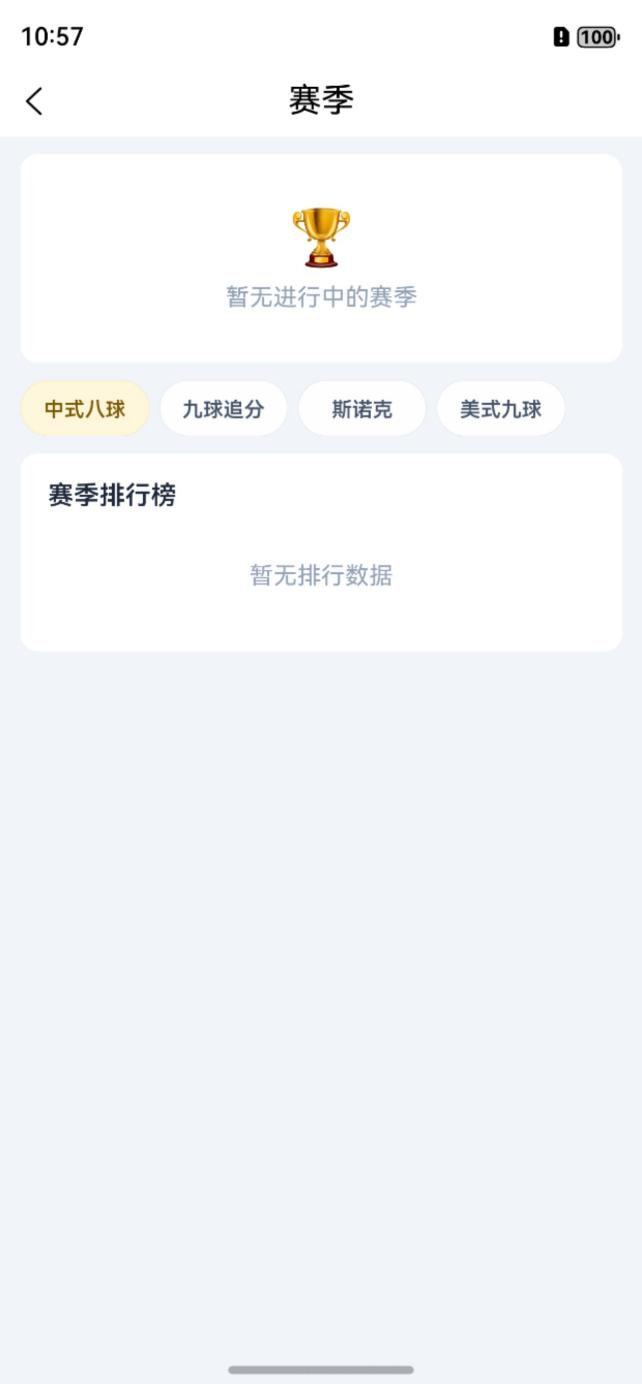 10:57
100
赛季
暂无进行中的赛季
中式八球 九球追分 斯诺克 美式九球
赛季排行榜
暂无排行数据